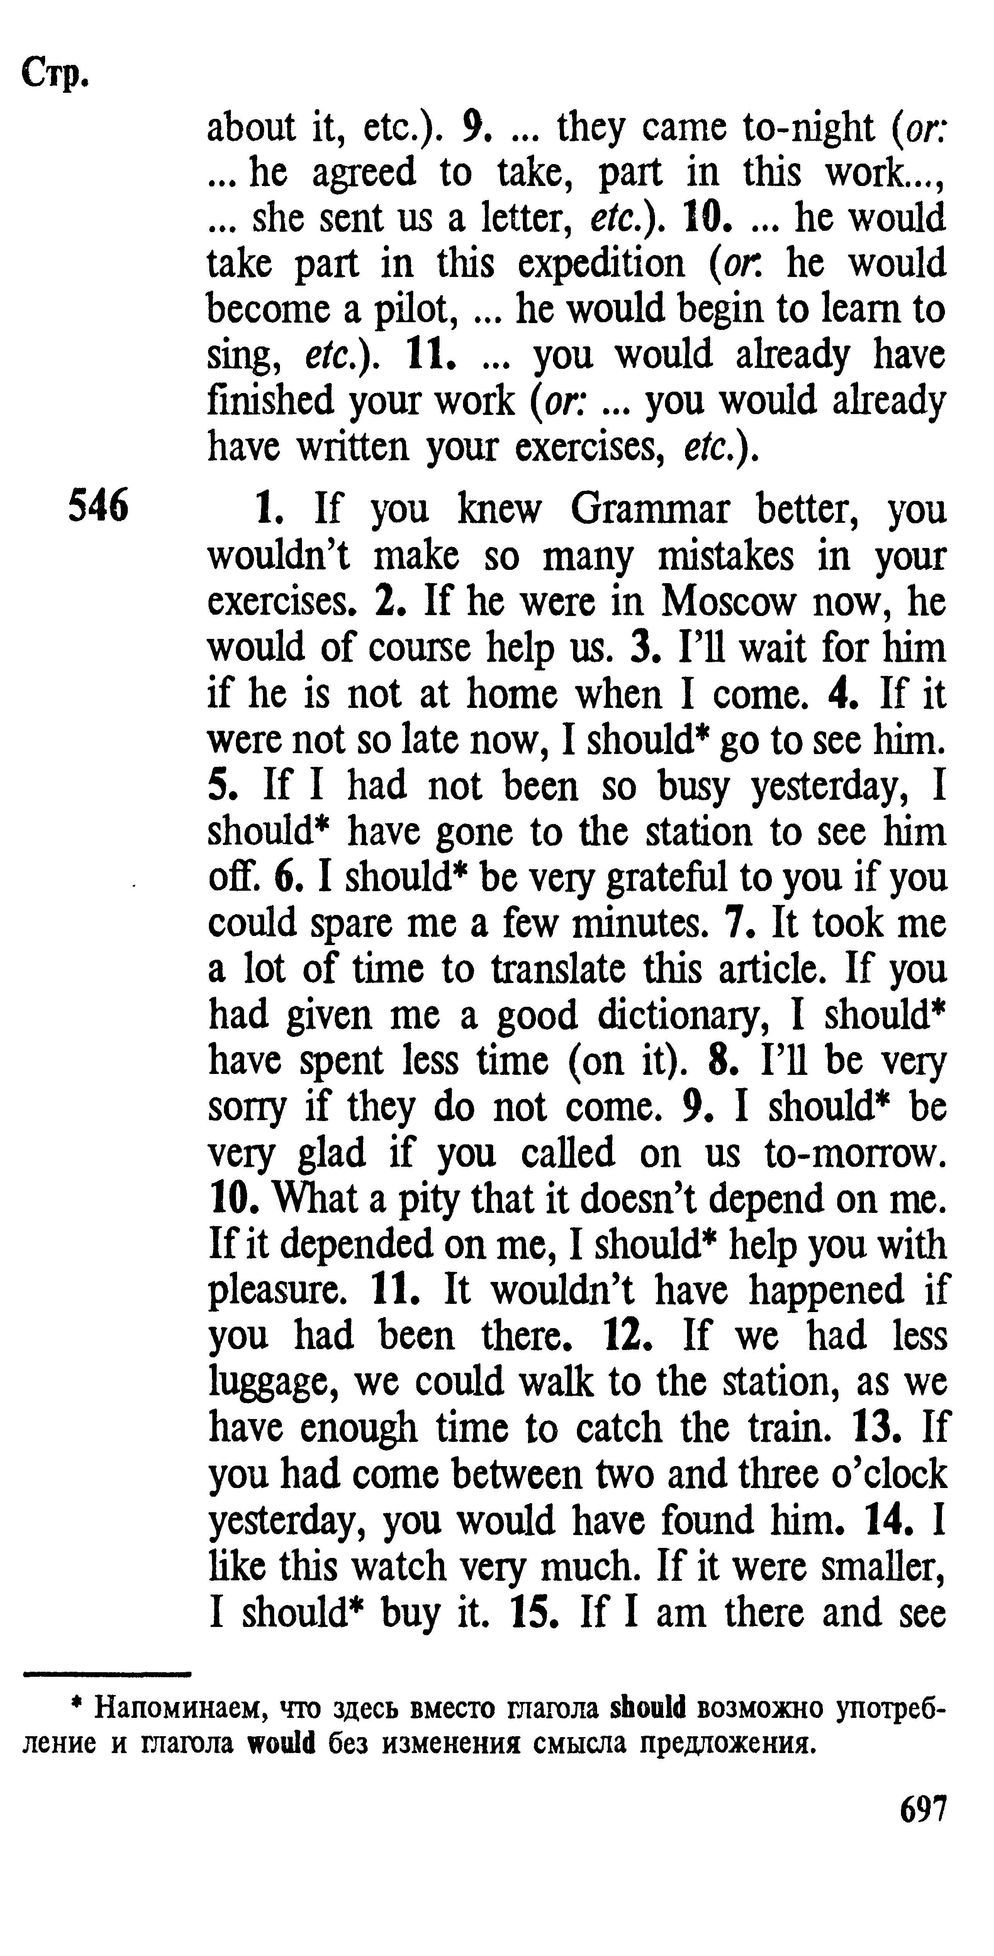 Стр.
about it, etc.). 9. ... they came to-night (or:
... he agreed to take, part in this work...,
... she sent us a letter, etc.). 10. ... he would
take part in this expedition (or: he would
become a pilot, ... he would begin to learn to
sing, etc.). 11. ... you would already have
finished your work (or: ... you would already
have written your exercises, etc.).
546 1. If you knew Grammar better, you
wouldn't make so many mistakes in your
exercises. 2. If he were in Moscow now, he
would of course help us. 3. I'll wait for him
if he is not at home when I come. 4. If it
were not so late now, I should* go to see him.
5. If I had not been so busy yesterday, I
should* have gone to the station to see him
off. 6. I should* be very grateful to you if you
could spare me a few minutes. 7. It took me
a lot of time to translate this article. If you
had given me a good dictionary, I should*
have spent less time (on it). 8. I'll be very
sorry if they do not come. 9. I should* be
very glad if you called on us to-morrow.
10. What a pity that it doesn't depend on me.
If it depended on me, I should* help you with
pleasure. 11. It wouldn't have happened if
you had been there. 12. If we had less
luggage, we could walk to the station, as we
have enough time to catch the train. 13. If
you had come between two and three o'clock
yesterday, you would have found him. 14. I
like this watch very much. If it were smaller,
I should* buy it. 15. If I am there and see
* Напоминаем, что здесь вместо глагола should возможно употреб-
ление и глагола would без изменения смысла предложения.
697